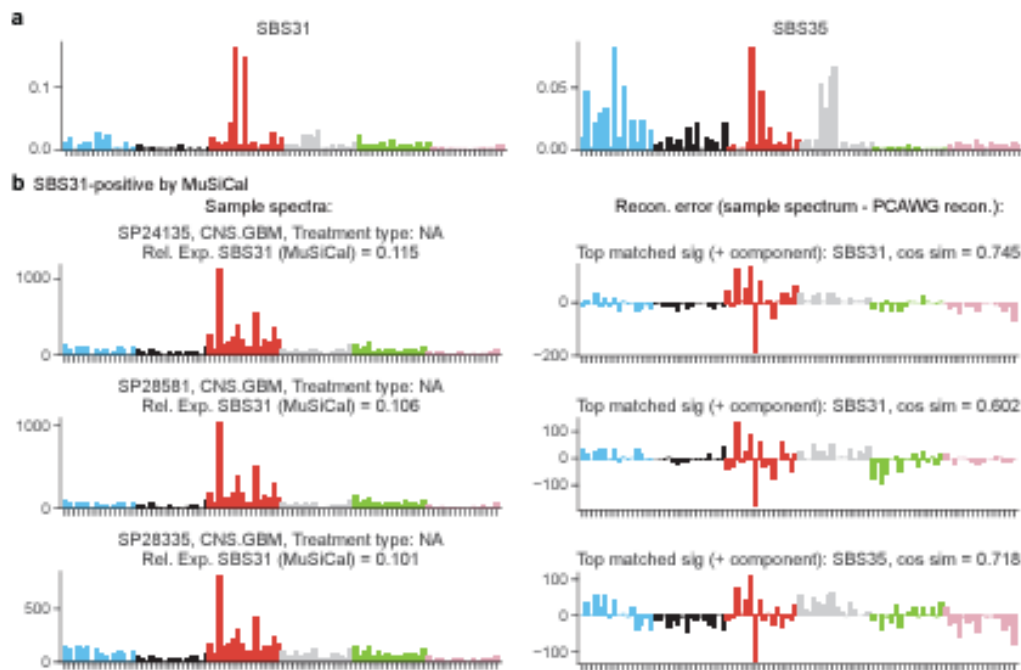 a
SBS31
SBS35
0.1
0.0
0.05
0.00
b SBS31-positive by MuSiCal
Sample spectra:
Recon. error (sample spectrum - PCAWG recon.):
SP24135, CNS.GBM, Treatment type: NA
Rel. Exp. SBS31 (MuSiCal) = 0.115
Top matched sig (+ component): SBS31, cos sim = 0.745
1000
0
0
−200
SP28581, CNS.GBM, Treatment type: NA
Rel. Exp. SBS31 (MuSiCal) = 0.106
Top matched sig (+ component): SBS31, cos sim = 0.602
1000
0
100
0
−100
SP28335, CNS.GBM, Treatment type: NA
Rel. Exp. SBS31 (MuSiCal) = 0.101
Top matched sig (+ component): SBS35, cos sim = 0.718
500
0
100
0
−100